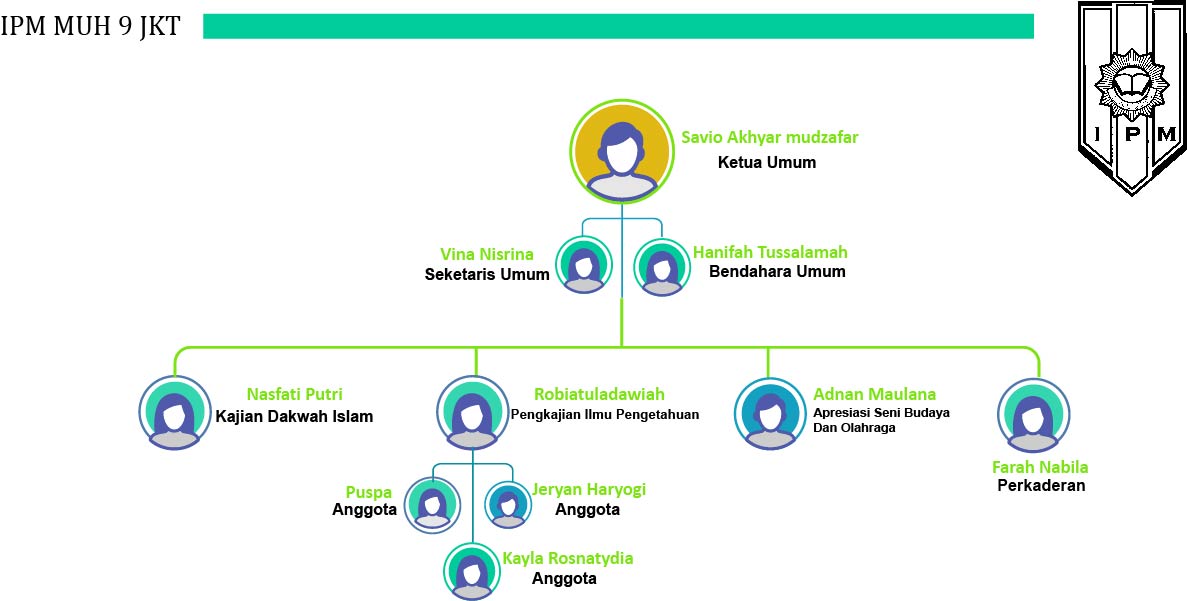 IPM MUH 9 JKT
I P M
Savio Akhyar mudzafar
Ketua Umum
Vina Nisrina
Seketaris Umum
Hanifah Tussalamah
Bendahara Umum
Nasfati Putri
Kajian Dakwah Islam
Robiatuladawiah
Pengkajian Ilmu Pengetahuan
Adnan Maulana
Apresiasi Seni Budaya
Dan Olahraga
Farah Nabila
Perkaderan
Puspa
Anggota
Jeryan Haryogi
Anggota
Kayla Rosnatydia
Anggota